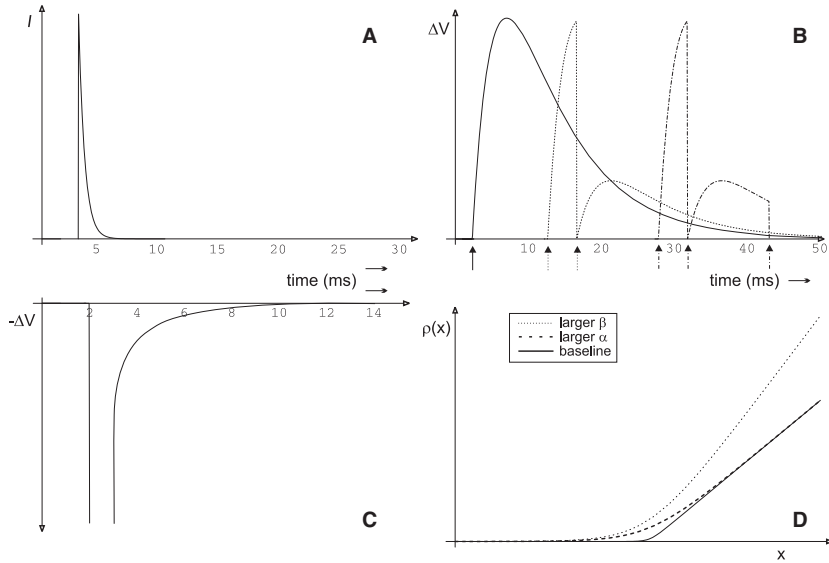 I
A
5 10 15 20 25 30
time (ms)
ΔV
B
10 20 30 40 50
time (ms)
-ΔV
2 4 6 8 10 12 14
C
ρ(x)
larger β
larger α
baseline
D
x